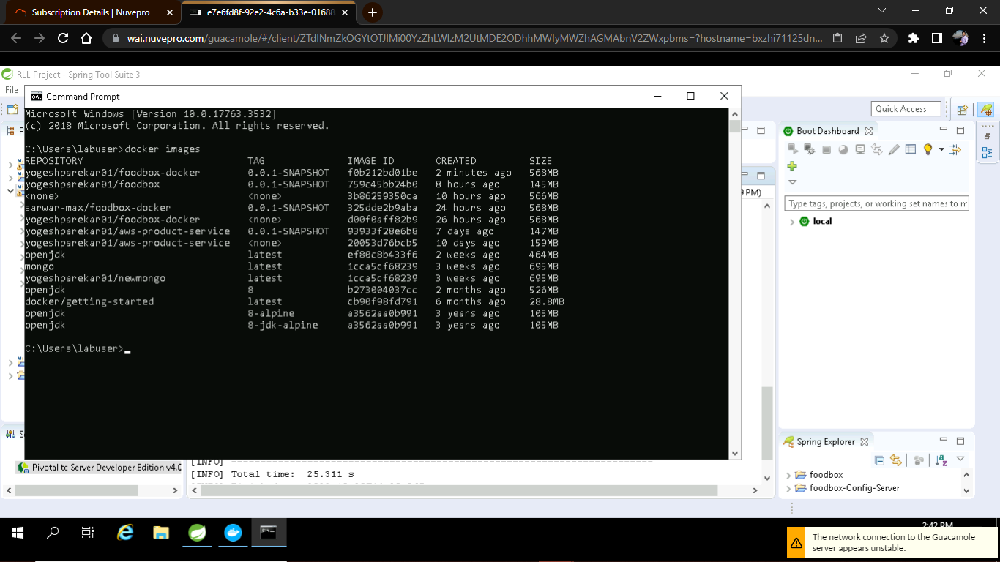 Subscription Details | Nuvepro
e7e6fd8f-92e2-4c6a-b33e-01688
wai.nuvepro.com/guacamole/#/client/ZTdlNmZkOGYtOTJlMi00YzZhLWIzM2UtMDE2ODhhMWIyMWZhAGMAbnV2ZWxpbms=?hostname=bxzhi71125dn...
RLL Project - Spring Tool Suite 3
File
Command Prompt
Quick Access
Microsoft Windows [Version 10.0.17763.3532]
(c) 2018 Microsoft Corporation. All rights reserved.
C:\Users\labuser>docker images
REPOSITORY TAG IMAGE ID CREATED SIZE
yogeshparekar01/foodbox-docker 0.0.1-SNAPSHOT f0b212bd01be 2 minutes ago 568MB
yogeshparekar01/foodbox 0.0.1-SNAPSHOT 759c45bb24b0 8 hours ago 145MB
<none> <none> 3b86259350ca 10 hours ago 566MB
sarwar-max/foodbox-docker 0.0.1-SNAPSHOT 325dde2b9aba 24 hours ago 568MB
yogeshparekar01/foodbox-docker <none> d00f0aff82b9 26 hours ago 568MB
yogeshparekar01/aws-product-service 0.0.1-SNAPSHOT 93933f28e6b8 7 days ago 147MB
yogeshparekar01/aws-product-service <none> 20053d76bcb5 10 days ago 159MB
openjdk latest ef80c8b433f6 2 weeks ago 464MB
mongo latest 1cca5cf68239 3 weeks ago 695MB
yogeshparekar01/newmongo latest 1cca5cf68239 3 weeks ago 695MB
openjdk 8 b273004037cc 2 months ago 526MB
docker/getting-started latest cb90f98fd791 6 months ago 28.8MB
openjdk 8-alpine a3562aa0b991 3 years ago 105MB
openjdk 8-jdk-alpine a3562aa0b991 3 years ago 105MB
C:\Users\labuser>
9 PM)
Boot Dashboard
Type tags, projects, or working set names to m
local
Pivotal tc Server Developer Edition v4.0
[INFO] ------------------------------------------------------------------------
[INFO] Total time: 25.311 s
Spring Explorer
foodbox
foodbox-Config-Server
2:42 PM
The network connection to the Guacamole
server appears unstable.